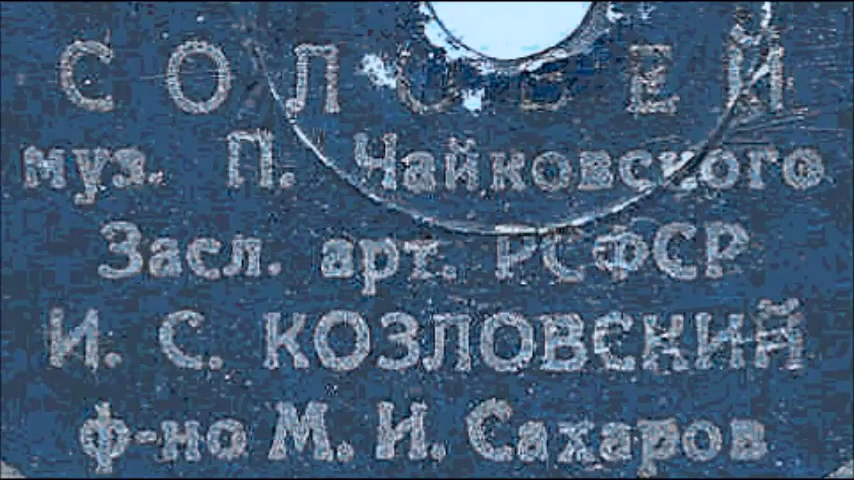 СОЛОВЕЙ
муз. П. Чайковского
Засл. арт. РСФСР
И. С. КОЗЛОВСКИЙ
ф-но М. И. Сахаров